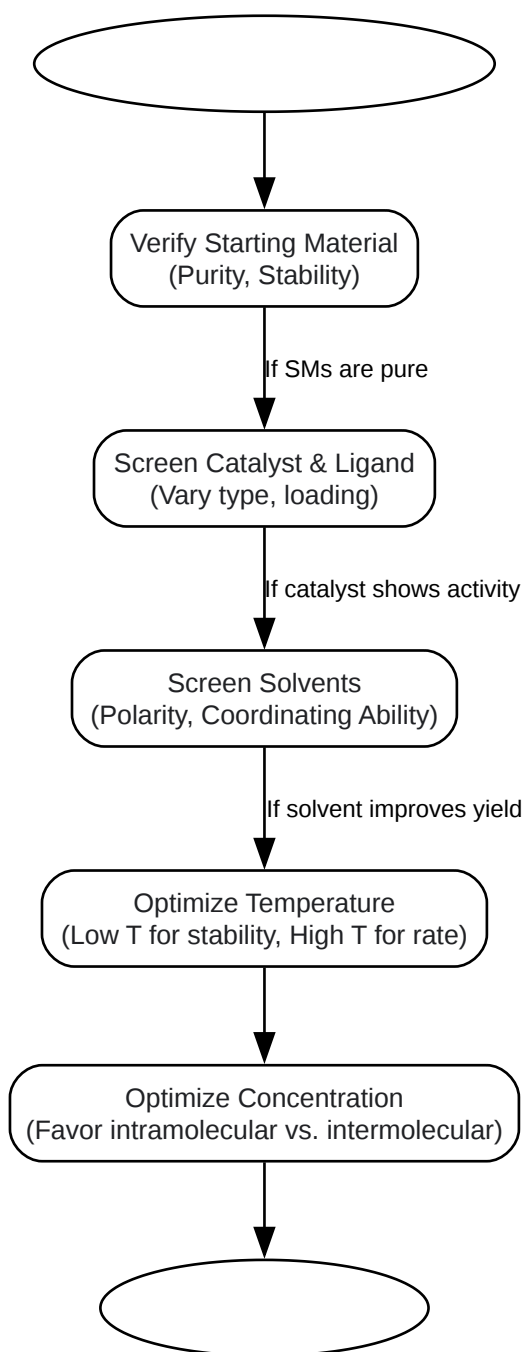 Verify Starting Material
(Purity, Stability)
If SMs are pure
Screen Catalyst & Ligand
(Vary type, loading)
If catalyst shows activity
Screen Solvents
(Polarity, Coordinating Ability)
If solvent improves yield
Optimize Temperature
(Low T for stability, High T for rate)
Optimize Concentration
(Favor intramolecular vs. intermolecular)